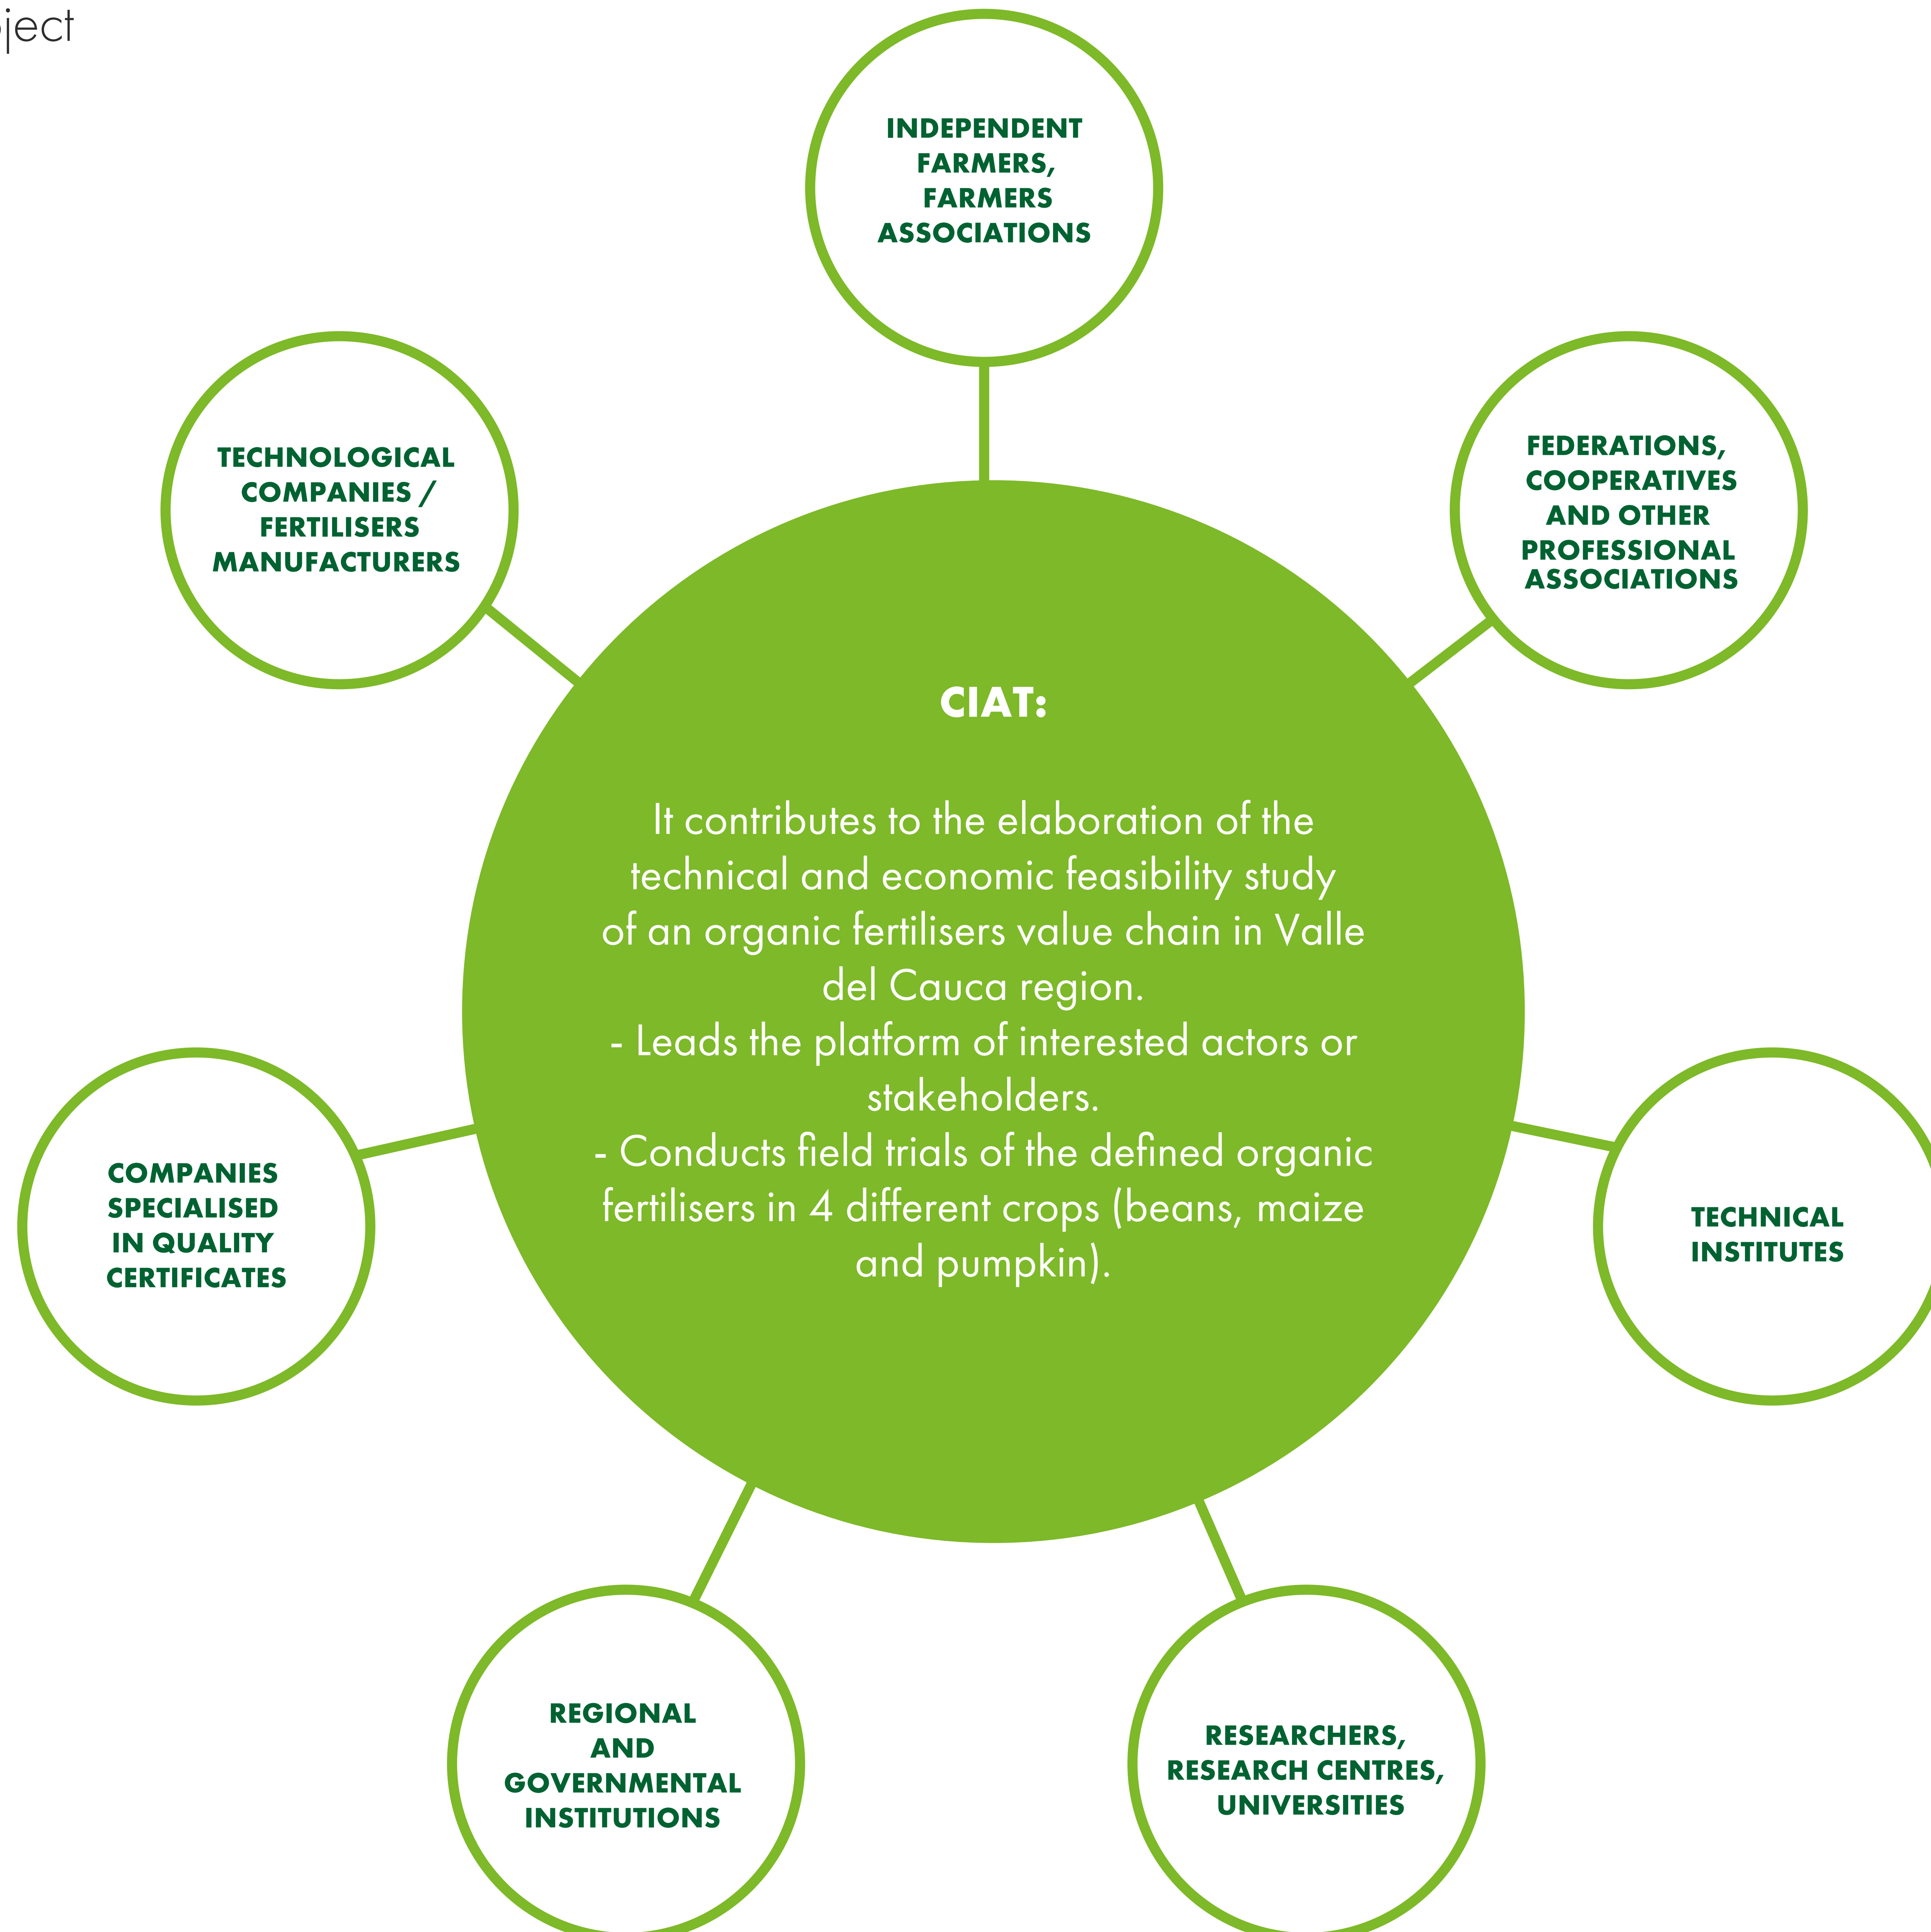 ject
INDEPENDENT
FARMERS,
FARMERS
ASSOCIATIONS
TECHNOLOGICAL
COMPANIES /
FERTILISERS
MANUFACTURERS
FEDERATIONS,
COOPERATIVES
AND OTHER
PROFESSIONAL
ASSOCIATIONS
CIAT:
It contributes to the elaboration of the
technical and economic feasibility study
of an organic fertilisers value chain in Valle
del Cauca region.
- Leads the platform of interested actors or
stakeholders.
- Conducts field trials of the defined organic
fertilisers in 4 different crops (beans, maize
and pumpkin).
COMPANIES
SPECIALISED
IN QUALITY
CERTIFICATES
TECHNICAL
INSTITUTES
REGIONAL
AND
GOVERNMENTAL
INSTITUTIONS
RESEARCHERS,
RESEARCH CENTRES,
UNIVERSITIES